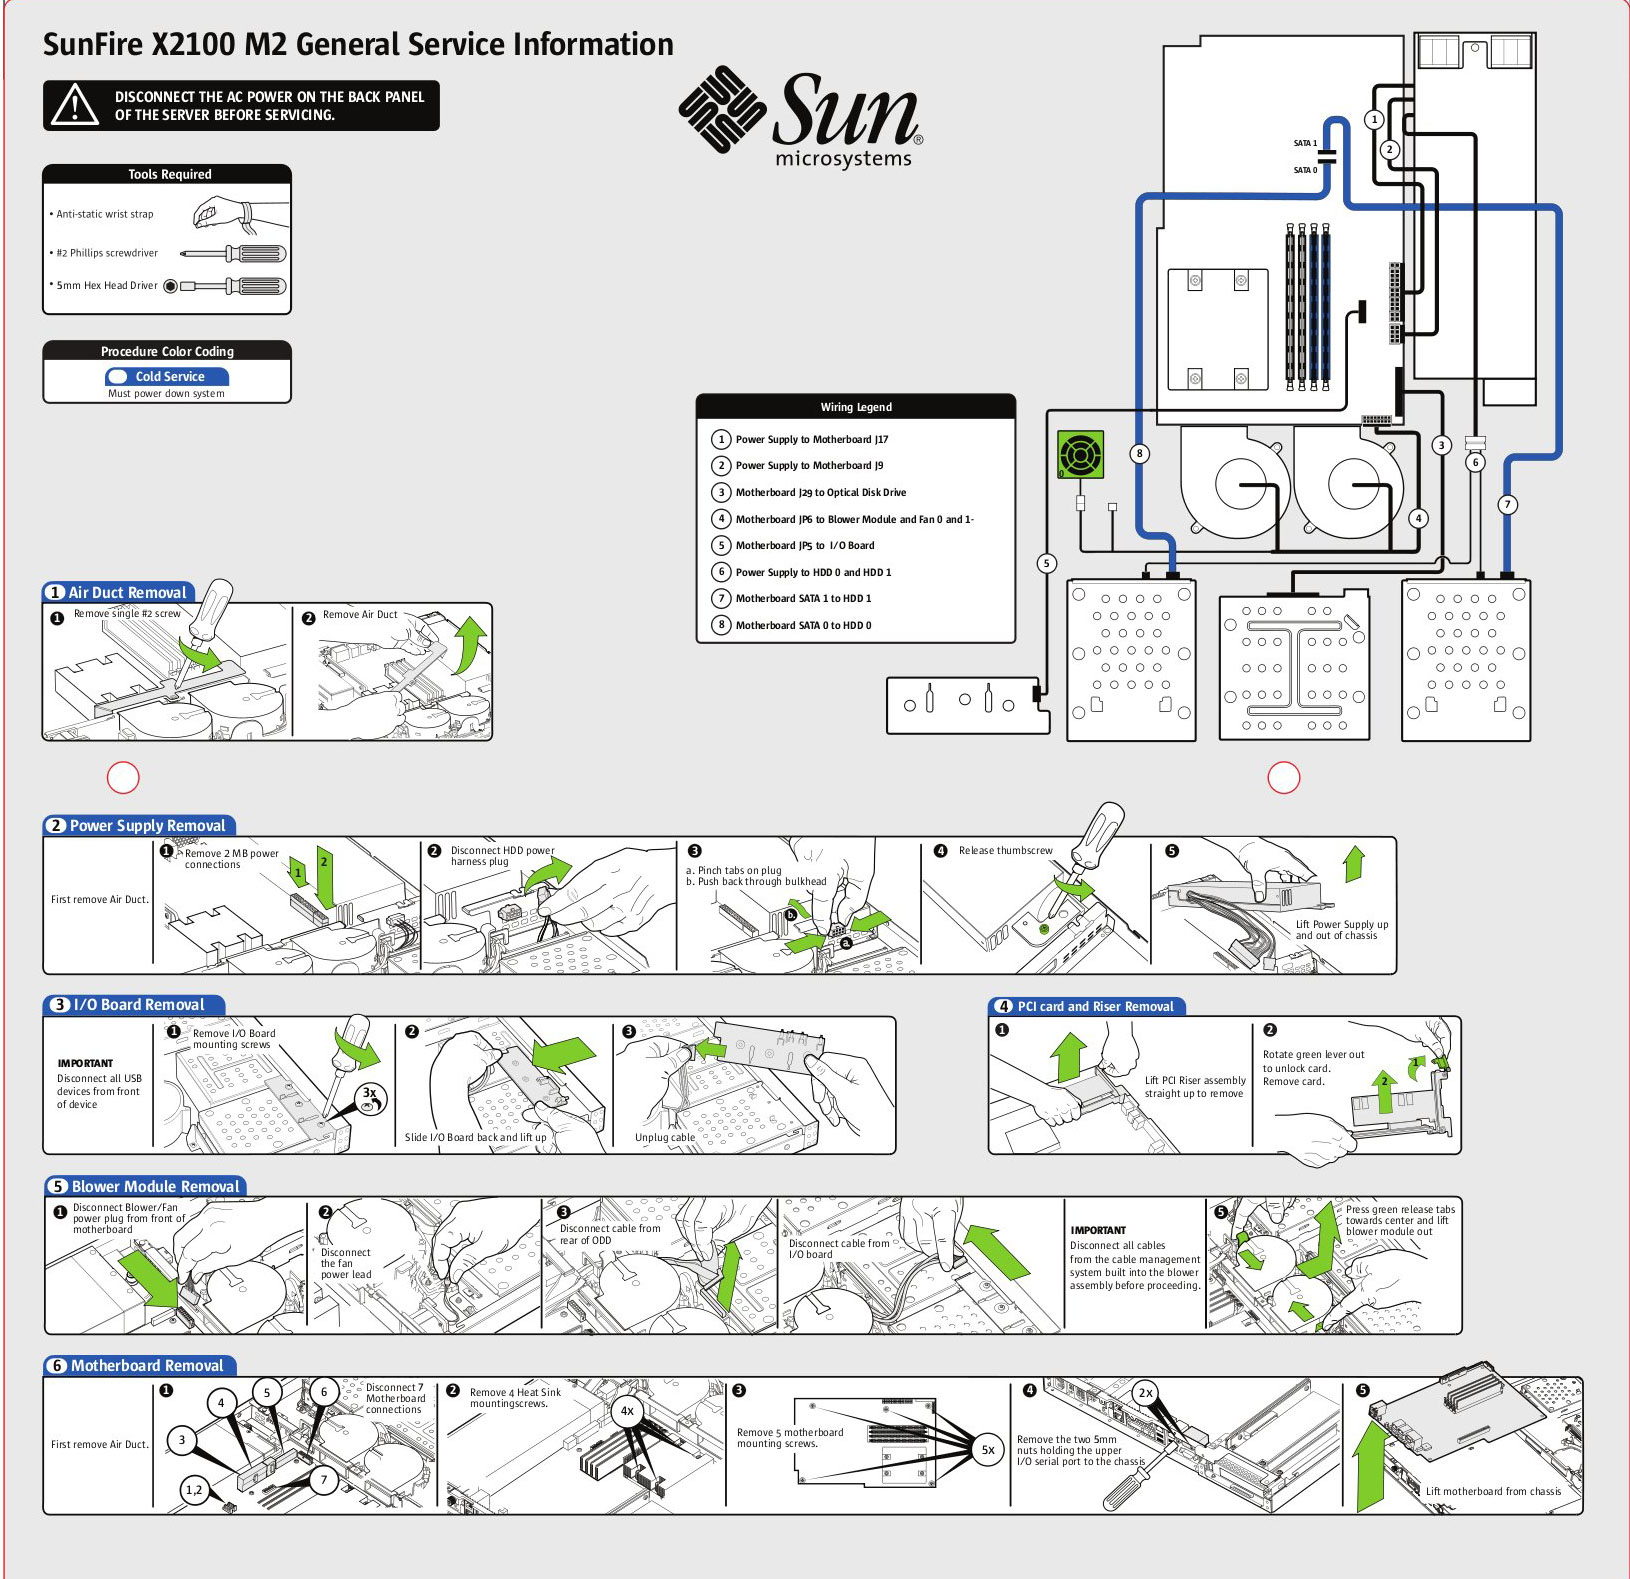 SunFire X2100 M2 General Service Information
DISCONNECT THE AC POWER ON THE BACK PANEL
OF THE SERVER BEFORE SERVICING.
Sun®
microsystems
Tools Required
• Anti-static wrist strap
• #2 Phillips screwdriver
• 5mm Hex Head Driver
Procedure Color Coding
Cold Service
Must power down system
SATA 1
SATA 0
1
2
3
4
5
6
7
8
0
Wiring Legend
1 Power Supply to Motherboard J17
2 Power Supply to Motherboard J9
3 Motherboard J29 to Optical Disk Drive
4 Motherboard JP6 to Blower Module and Fan 0 and 1-
5 Motherboard JP5 to I/O Board
6 Power Supply to HDD 0 and HDD 1
7 Motherboard SATA 1 to HDD 1
8 Motherboard SATA 0 to HDD 0
1 Air Duct Removal
1 Remove single #2 screw
2 Remove Air Duct
2 Power Supply Removal
First remove Air Duct.
1 Remove 2 MB power
connections
1
2
2 Disconnect HDD power
harness plug
3
a. Pinch tabs on plug
b. Push back through bulkhead
b.
a.
4 Release thumbscrew
5
Lift Power Supply up
and out of chassis
3 I/O Board Removal
IMPORTANT
Disconnect all USB
devices from front
of device
1 Remove I/O Board
mounting screws
3x
2
Slide I/O Board back and lift up
3
Unplug cable
4 PCI card and Riser Removal
1
Lift PCI Riser assembly
straight up to remove
2
Rotate green lever out
to unlock card.
Remove card.
1
2
5 Blower Module Removal
1 Disconnect Blower/Fan
power plug from front of
motherboard
2
Disconnect
the fan
power lead
3
Disconnect cable from
rear of ODD
Disconnect cable from
I/O board
IMPORTANT
Disconnect all cables
from the cable management
system built into the blower
assembly before proceeding.
5
Press green release tabs
towards center and lift
blower module out
6 Motherboard Removal
First remove Air Duct.
1
Disconnect 7
Motherboard
connections
1,2
3
4
5
6
7
2 Remove 4 Heat Sink
mountingscrews.
4x
3
Remove 5 motherboard
mounting screws.
5x
4
2x
Remove the two 5mm
nuts holding the upper
I/O serial port to the chassis
5
Lift motherboard from chassis